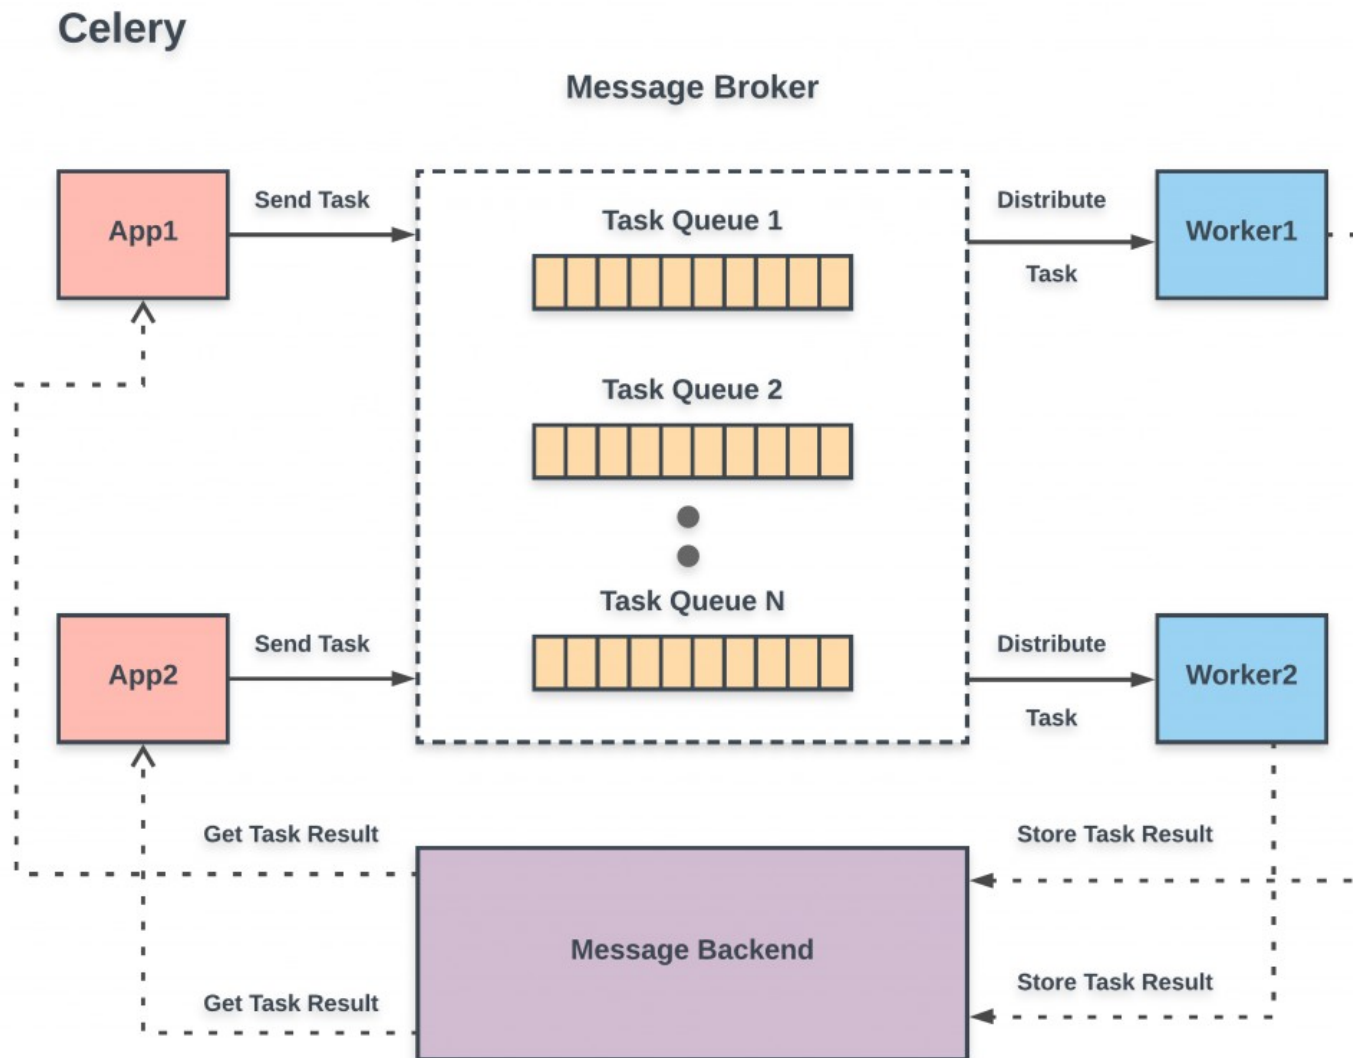 Celery
Message Broker
App1
Send Task
Task Queue 1
Distribute
Task
Worker1
Task Queue 2
Task Queue N
App2
Send Task
Distribute
Task
Worker2
Get Task Result
Store Task Result
Message Backend
Get Task Result
Store Task Result